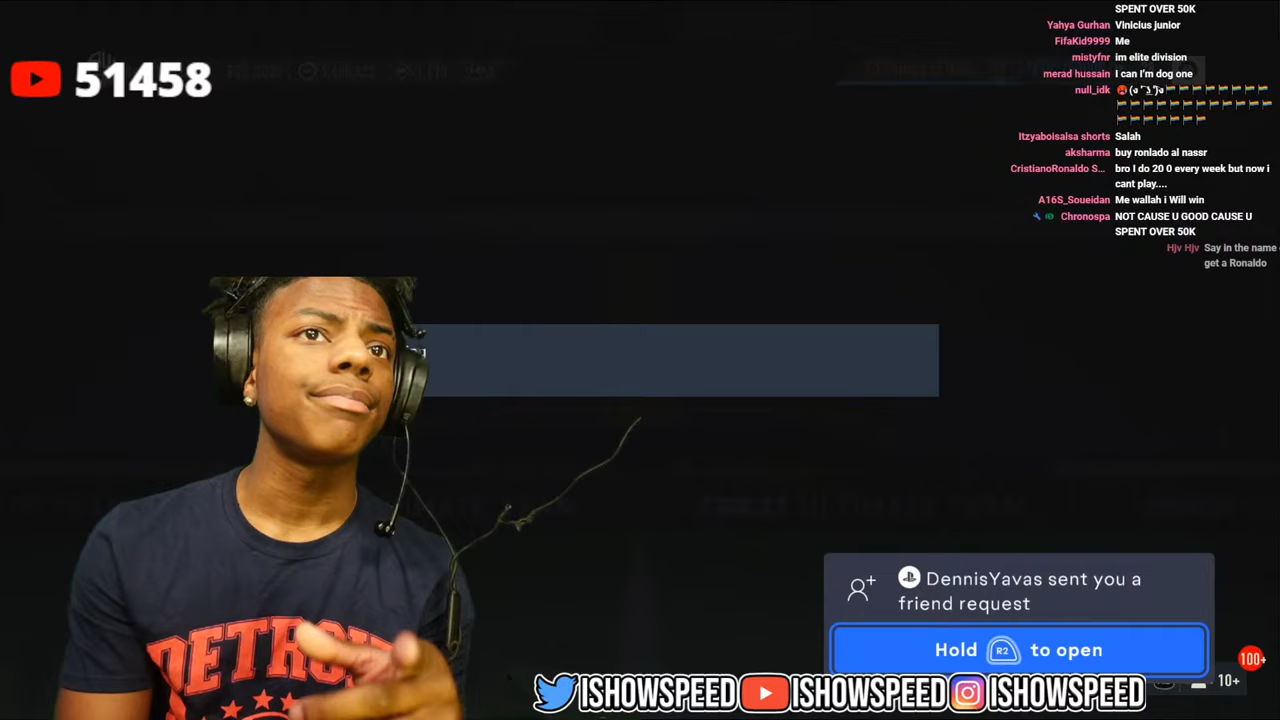 51458
SPENT OVER 50K
Yahya Gurhan Vinicius junior
FifaKid9999 Me
mistyfnr im elite division
merad hussain I can I'm dog one
null_idk
Itzyaboisalsa shorts Salah
aksharma buy ronlado al nassr
CristianoRonaldo S... bro I do 20 0 every week but now i
cant play....
A16S_Soueidan Me wallah i Will win
Chronospa NOT CAUSE U GOOD CAUSE U
SPENT OVER 50K
Hjv Hjv Say in the name
get a Ronaldo
DETROIT
DennisYavas sent you a
friend request
Hold R2 to open
100+
10+
ISHOWSPEED ISHOWSPEED ISHOWSPEED